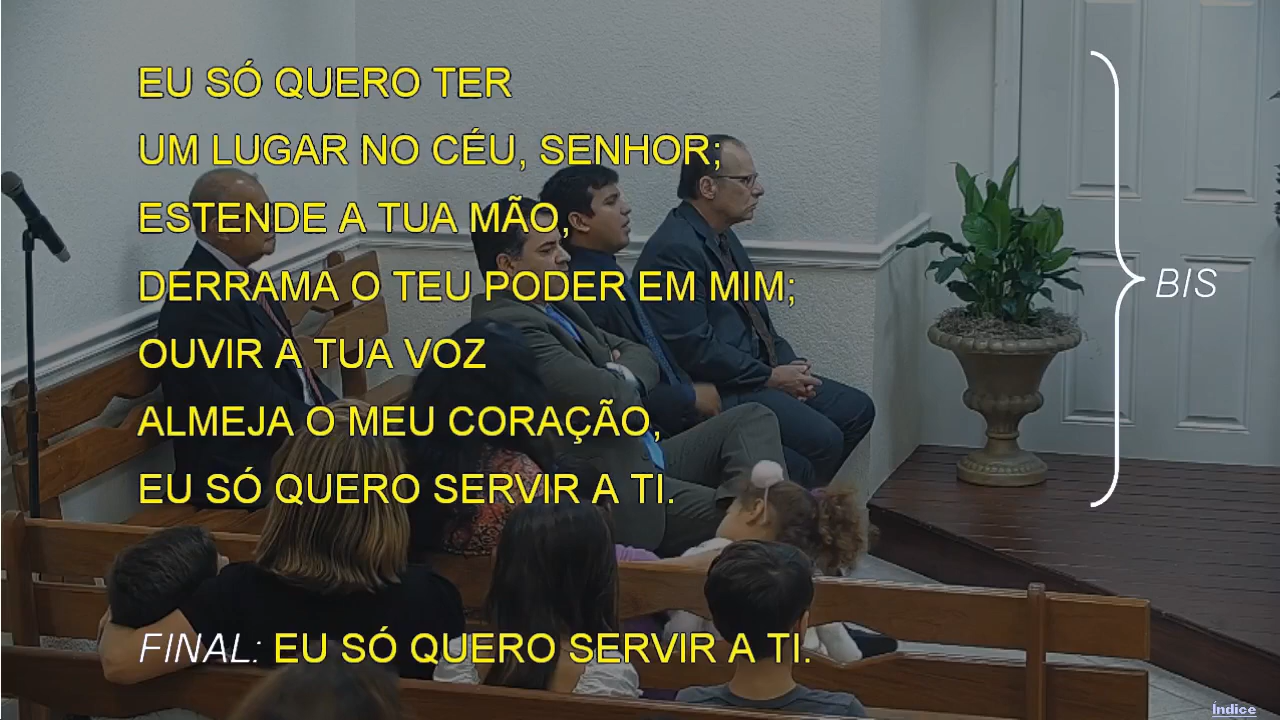 EU SÓ QUERO TER
UM LUGAR NO CÉU, SENHOR;
ESTENDE A TUA MÃO,
DERRAMA O TEU PODER EM MIM;
OUVIR A TUA VOZ
ALMEJA O MEU CORAÇÃO,
EU SÓ QUERO SERVIR A TI.
BIS
FINAL: EU SÓ QUERO SERVIR A TI.
Índice